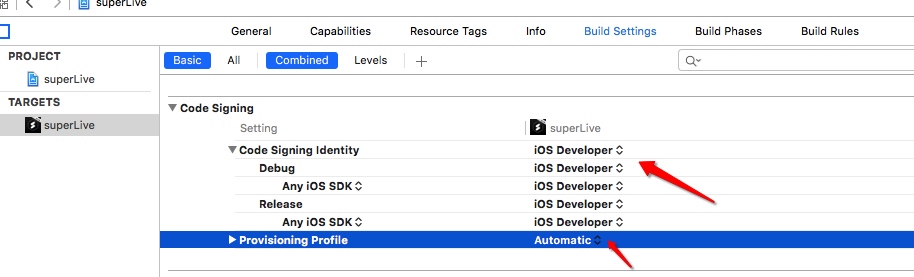 superLive
General Capabilities Resource Tags Info Build Settings Build Phases Build Rules
PROJECT
Basic All Combined Levels +
superLive
TARGETS
superLive
Code Signing
Setting superLive
Code Signing Identity iOS Developer
Debug iOS Developer
Any iOS SDK iOS Developer
Release iOS Developer
Any iOS SDK iOS Developer
Provisioning Profile Automatic